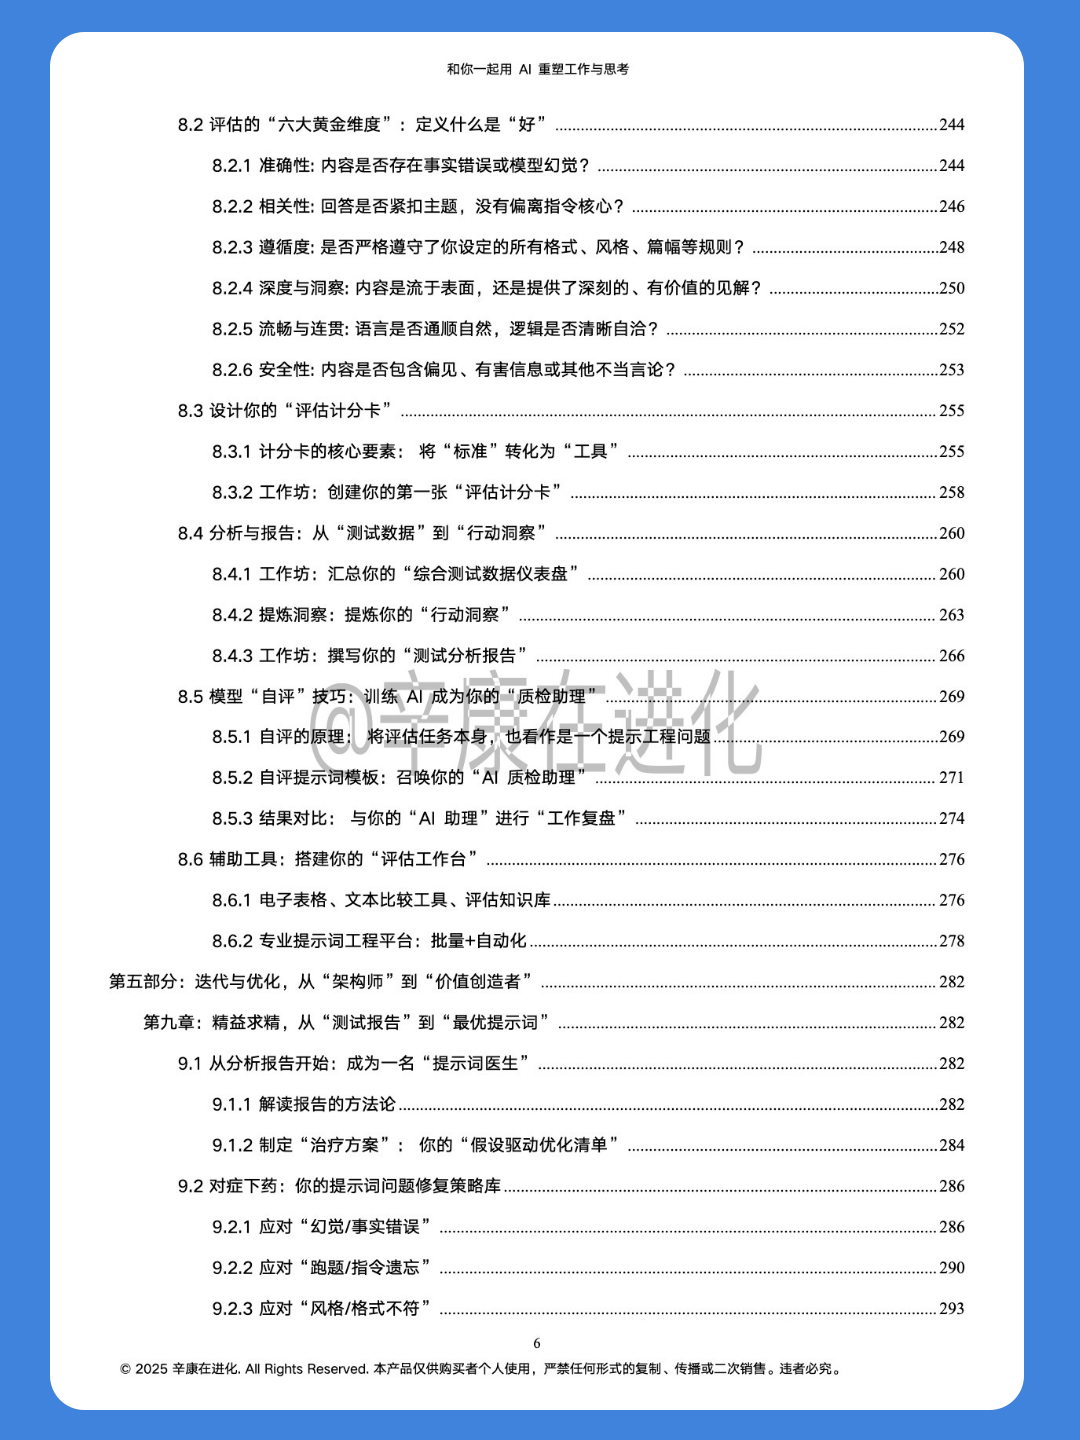 和你一起用 AI 重塑工作与思考
8.2 评估的“六大黄金维度”：定义什么是“好” 244
8.2.1 准确性: 内容是否存在事实错误或模型幻觉？ 244
8.2.2 相关性: 回答是否紧扣主题，没有偏离指令核心？ 246
8.2.3 遵循度: 是否严格遵守了你设定的所有格式、风格、篇幅等规则？ 248
8.2.4 深度与洞察: 内容是流于表面，还是提供了深刻的、有价值的见解？ 250
8.2.5 流畅与连贯: 语言是否通顺自然，逻辑是否清晰自洽？ 252
8.2.6 安全性: 内容是否包含偏见、有害信息或其他不当言论？ 253
8.3 设计你的“评估计分卡” 255
8.3.1 计分卡的核心要素： 将“标准”转化为“工具” 255
8.3.2 工作坊：创建你的第一张“评估计分卡” 258
8.4 分析与报告：从“测试数据”到“行动洞察” 260
8.4.1 工作坊：汇总你的“综合测试数据仪表盘” 260
8.4.2 提炼洞察：提炼你的“行动洞察” 263
8.4.3 工作坊：撰写你的“测试分析报告” 266
8.5 模型“自评”技巧：训练 AI 成为你的“质检助理” 269
@辛康在进化
8.5.1 自评的原理： 将评估任务本身，也看作是一个提示工程问题 269
8.5.2 自评提示词模板：召唤你的“AI 质检助理” 271
8.5.3 结果对比： 与你的“AI 助理”进行“工作复盘” 274
8.6 辅助工具：搭建你的“评估工作台” 276
8.6.1 电子表格、文本比较工具、评估知识库 276
8.6.2 专业提示词工程平台：批量+自动化 278
第五部分：迭代与优化，从“架构师”到“价值创造者” 282
第九章：精益求精，从“测试报告”到“最优提示词” 282
9.1 从分析报告开始：成为一名“提示词医生” 282
9.1.1 解读报告的方法论 282
9.1.2 制定“治疗方案”： 你的“假设驱动优化清单” 284
9.2 对症下药：你的提示词问题修复策略库 286
9.2.1 应对“幻觉/事实错误” 286
9.2.2 应对“跑题/指令遗忘” 290
9.2.3 应对“风格/格式不符” 293
6
© 2025 辛康在进化. All Rights Reserved. 本产品仅供购买者个人使用，严禁任何形式的复制、传播或二次销售。违者必究。